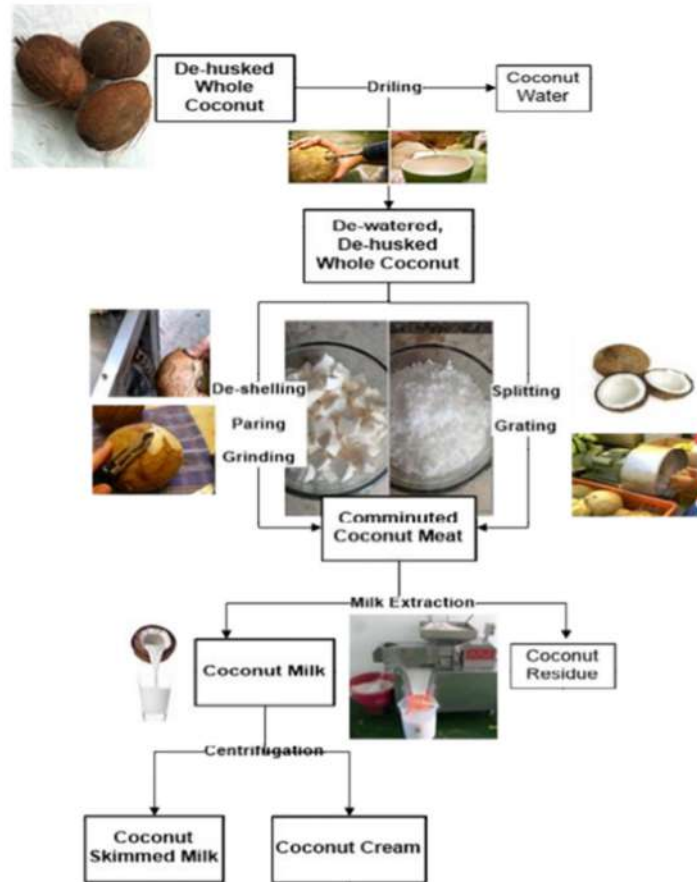 De-husked
Whole
Coconut
Driling
Coconut
Water
De-watered,
De-husked
Whole Coconut
De-shelling
Splitting
Paring
Grating
Grinding
Comminuted
Coconut Meat
Milk Extraction
Coconut Milk
Coconut
Residue
Centrifugation
Coconut
Skimmed Milk
Coconut Cream